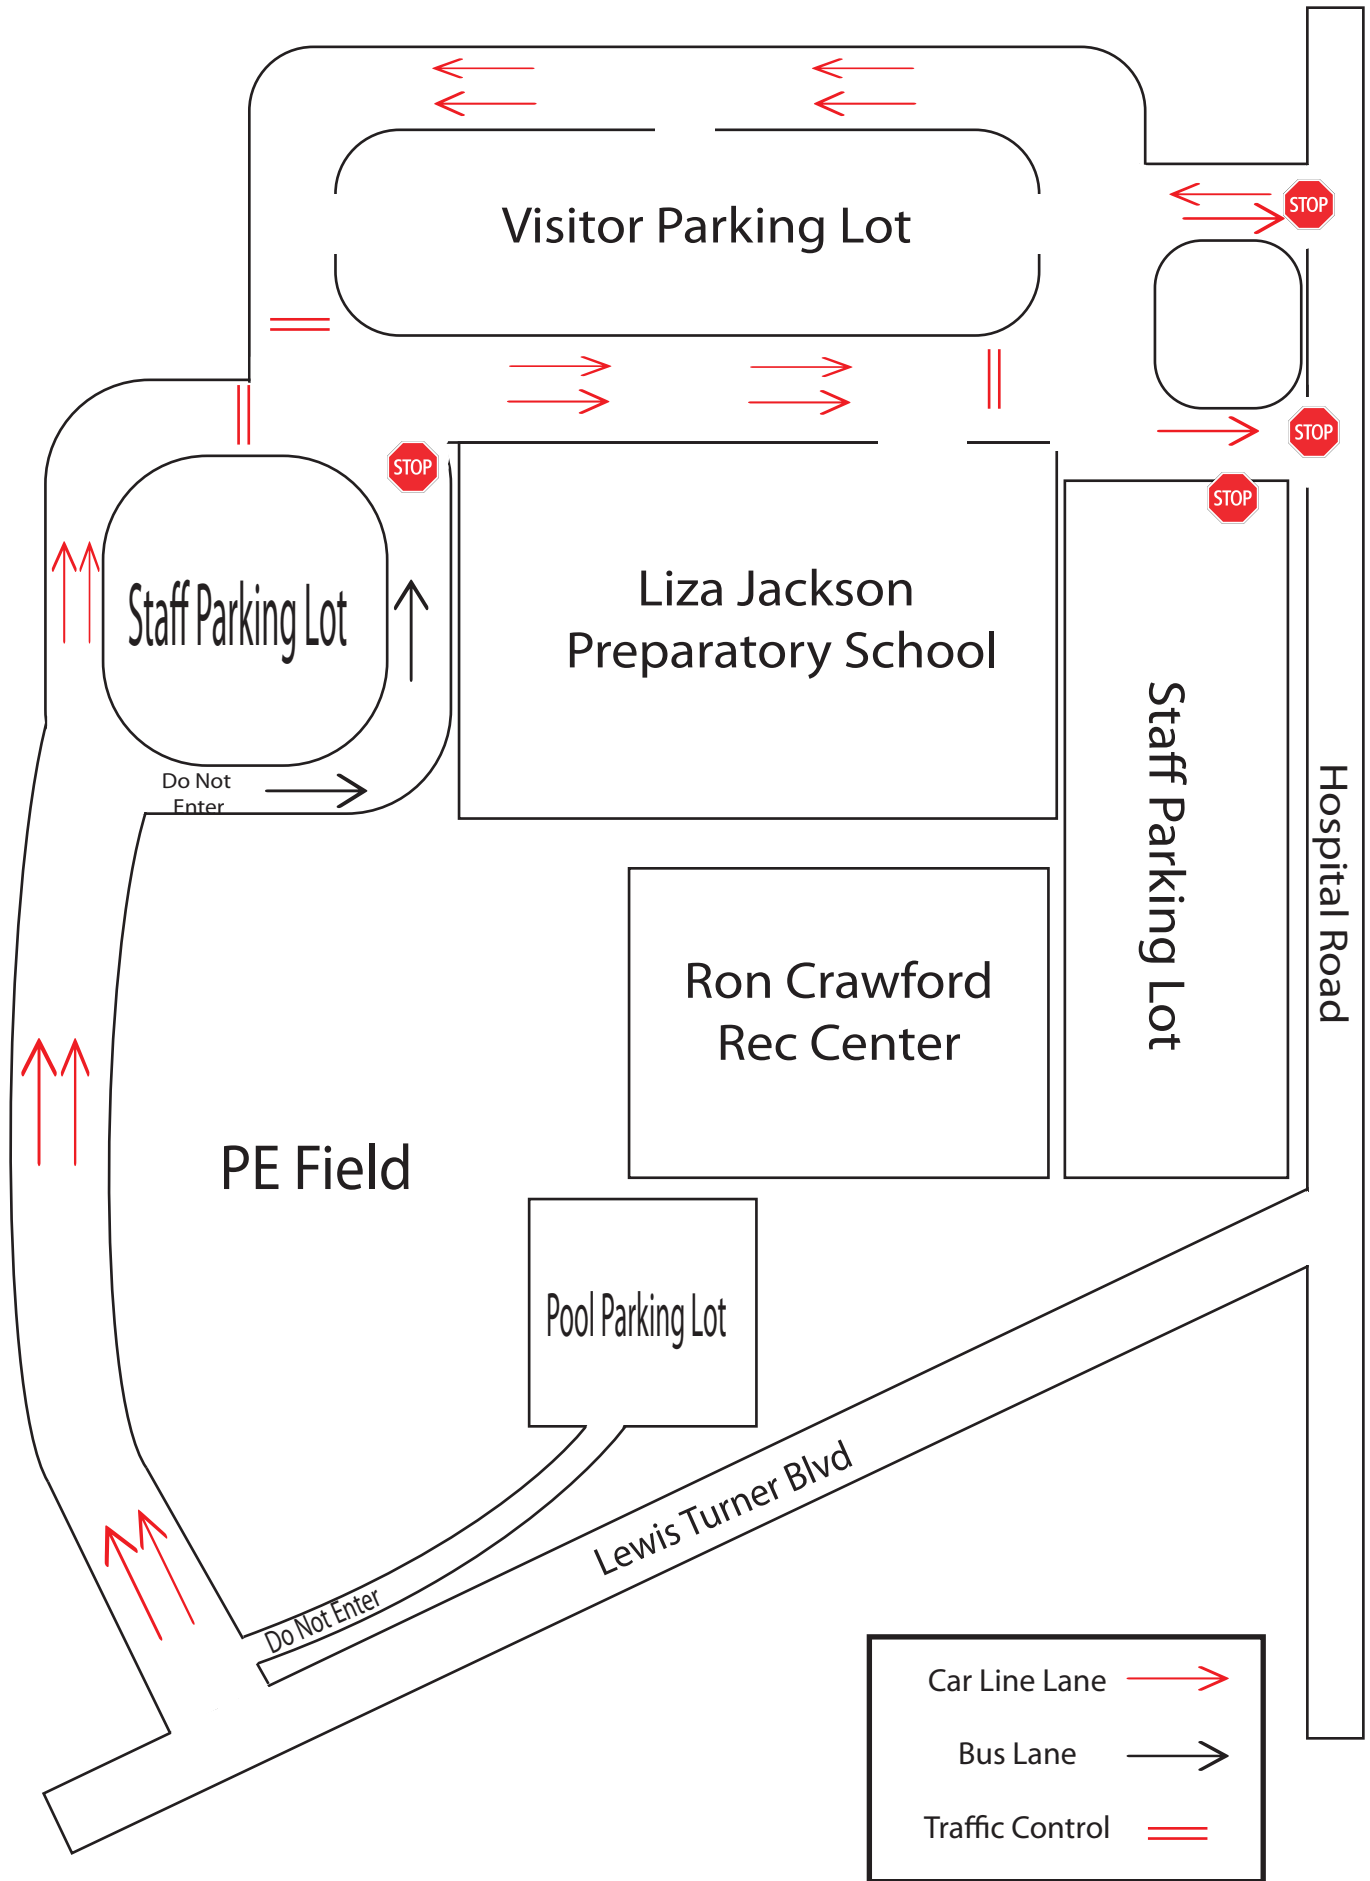 Visitor Parking Lot
STOP
STOP
STOP
STOP
Liza Jackson
Preparatory School
Staff Parking Lot
Do Not
Enter
Staff Parking Lot
Hospital Road
Ron Crawford
Rec Center
PE Field
Pool Parking Lot
Lewis Turner Blvd
Do Not Enter
Car Line Lane
Bus Lane
Traffic Control